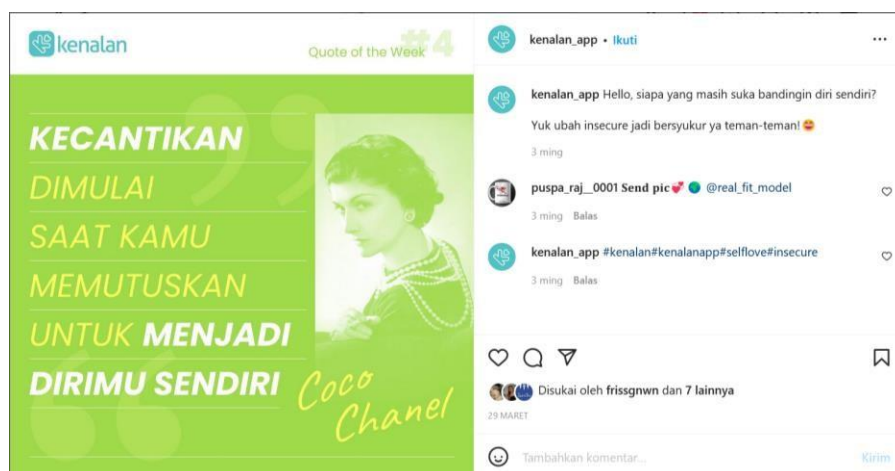 kenalan
#4
Quote of the Week
KECANTIKAN
DIMULAI
SAAT KAMU
MEMUTUSKAN
UNTUK MENJADI
DIRIMU SENDIRI
Coco
Chanel
kenalan_app • Ikuti
kenalan_app Hello, siapa yang masih suka bandingin diri sendiri?
Yuk ubah insecure jadi bersyukur ya teman-teman! 🤩
3 ming
puspa_raj__0001 Send pic💕 🌎 @real_fit_model
3 ming Balas
kenalan_app #kenalan#kenalanapp#selflove#insecure
3 ming Balas
Disukai oleh frissgnwn dan 7 lainnya
29 MARET
Tambahkan komentar...
Kirim